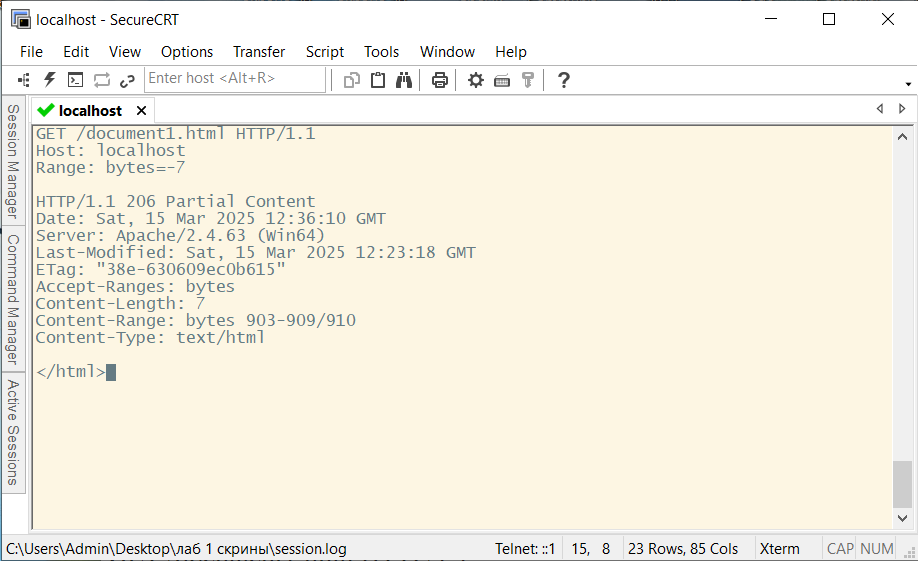 localhost - SecureCRT
File Edit View Options Transfer Script Tools Window Help
Enter host <Alt+R>
Session Manager
Command Manager
Active Sessions
localhost
GET /document1.html HTTP/1.1
Host: localhost
Range: bytes=-7
HTTP/1.1 206 Partial Content
Date: Sat, 15 Mar 2025 12:36:10 GMT
Server: Apache/2.4.63 (Win64)
Last-Modified: Sat, 15 Mar 2025 12:23:18 GMT
ETag: "38e-630609ec0b615"
Accept-Ranges: bytes
Content-Length: 7
Content-Range: bytes 903-909/910
Content-Type: text/html
</html>
C:\Users\Admin\Desktop\лаб 1 скрины\session.log Telnet: ::1 15, 8 23 Rows, 85 Cols Xterm CAP NUM